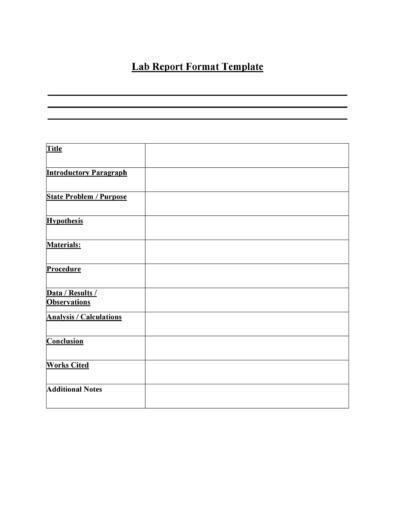 Lab Report Format Template
Title
Introductory Paragraph
State Problem / Purpose
Hypothesis
Materials:
Procedure
Data / Results /
Observations
Analysis / Calculations
Conclusion
Works Cited
Additional Notes